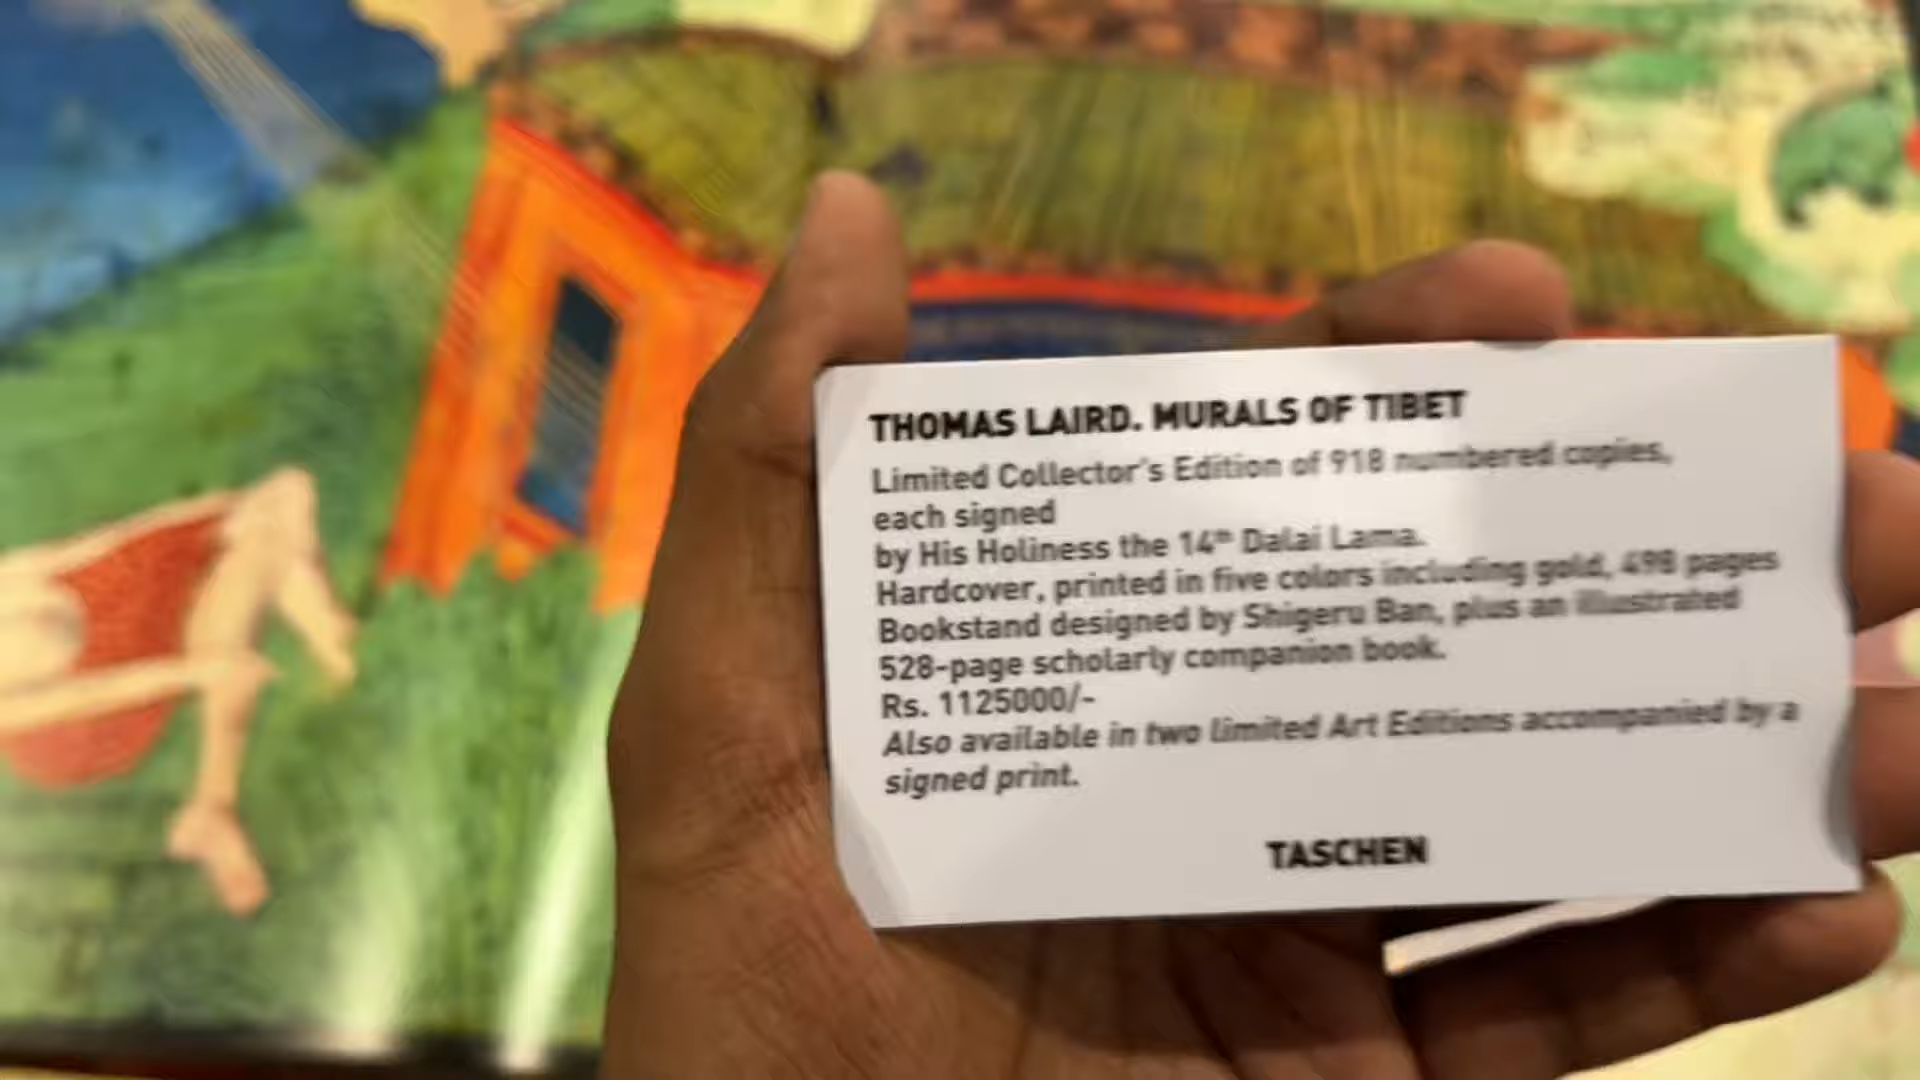 THOMAS LAIRD. MURALS OF TIBET
Limited Collector's Edition of 918 numbered copies,
each signed
by His Holiness the 14th Dalai Lama.
Hardcover, printed in five colors including gold, 498 pages
Bookstand designed by Shigeru Ban, plus an illustrated
528-page scholarly companion book.
Rs. 1125000/-
Also available in two limited Art Editions accompanied by a
signed print.
TASCHEN